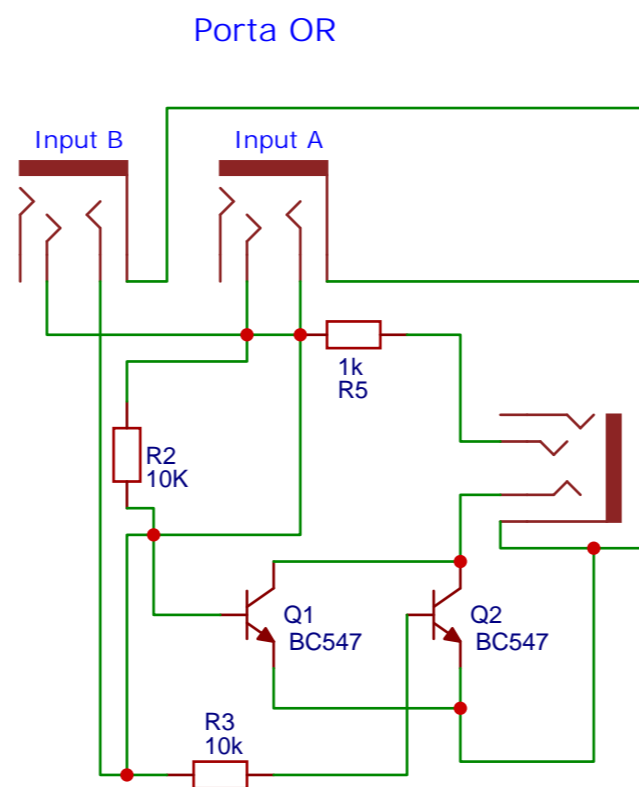 Porta OR
Input B
Input A
1k
R5
R2
10K
Q1
BC547
Q2
BC547
R3
10k